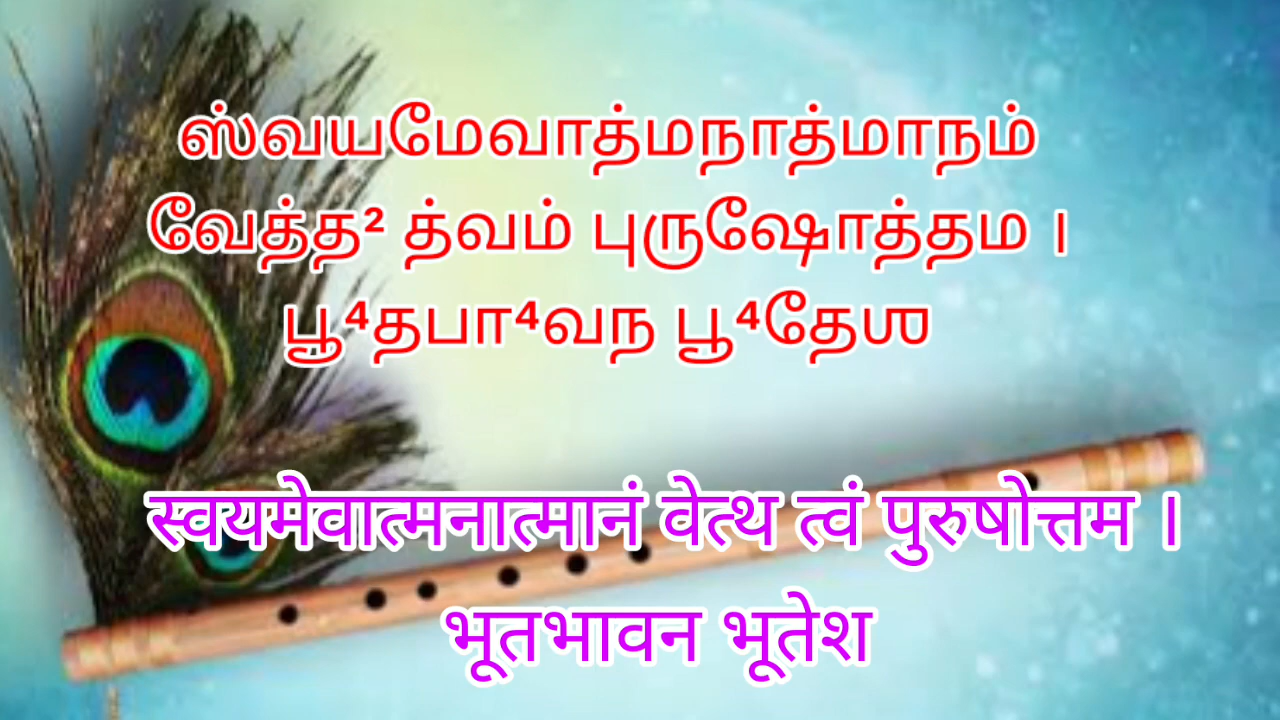 ஸ்வயமேவாத்மநாத்மாநம்
வேத்த² த்வம் புருஷோத்தம ।
பூ⁴தபா⁴வந பூ⁴தேஶ
स्वयमेवात्मनात्मानं वेत्थ त्वं पुरुषोत्तम ।
भूतभावन भूतेश